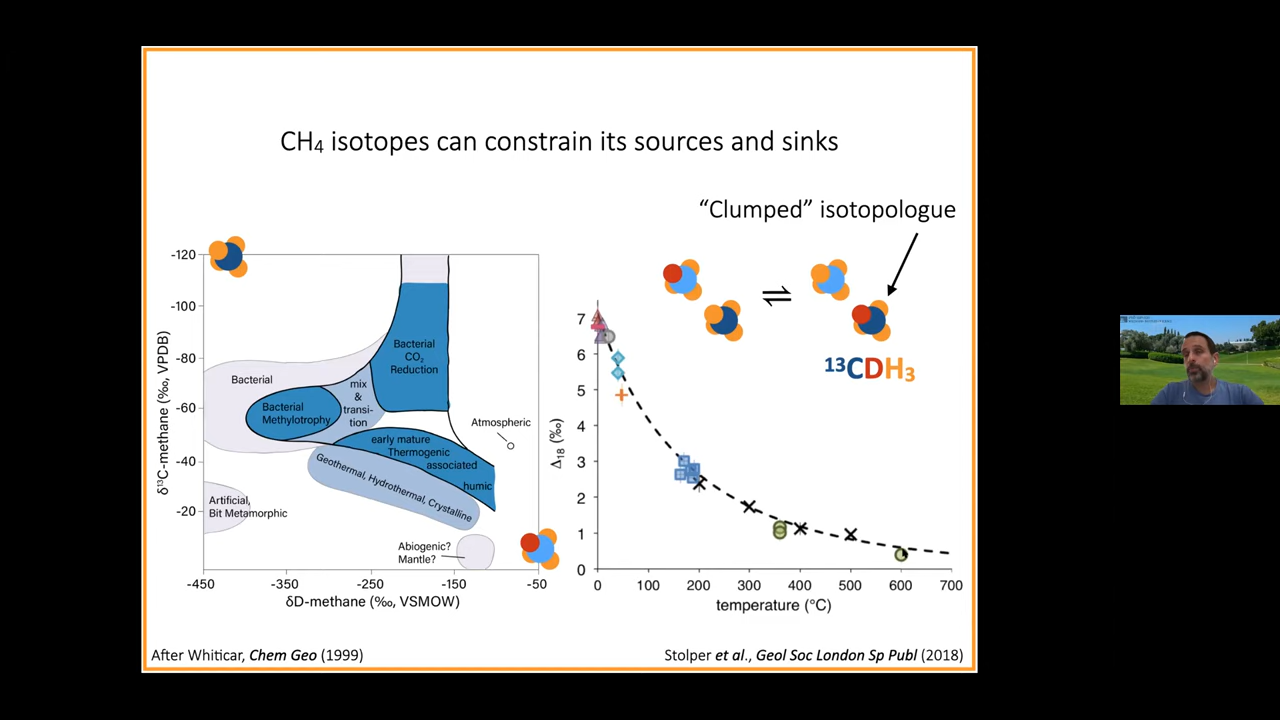 CH₄ isotopes can constrain its sources and sinks
“Clumped” isotopologue
¹³CDH₃
δ¹³C-methane (‰, VPDB)
-120
-100
-80
-60
-40
-20
Bacterial
CO₂
Reduction
Bacterial
mix
&
transi-
tion
Bacterial
Methylotrophy
Atmospheric
early mature
Thermogenic
associated
humic
Geothermal, Hydrothermal, Crystalline
Artificial,
Bit Metamorphic
Abiogenic?
Mantle?
-450
-350
-250
-150
-50
δD-methane (‰, VSMOW)
Δ₁₈ (‰)
7
6
5
4
3
2
1
0
0
100
200
300
400
500
600
700
temperature (°C)
After Whiticar, Chem Geo (1999)
Stolper et al., Geol Soc London Sp Publ (2018)